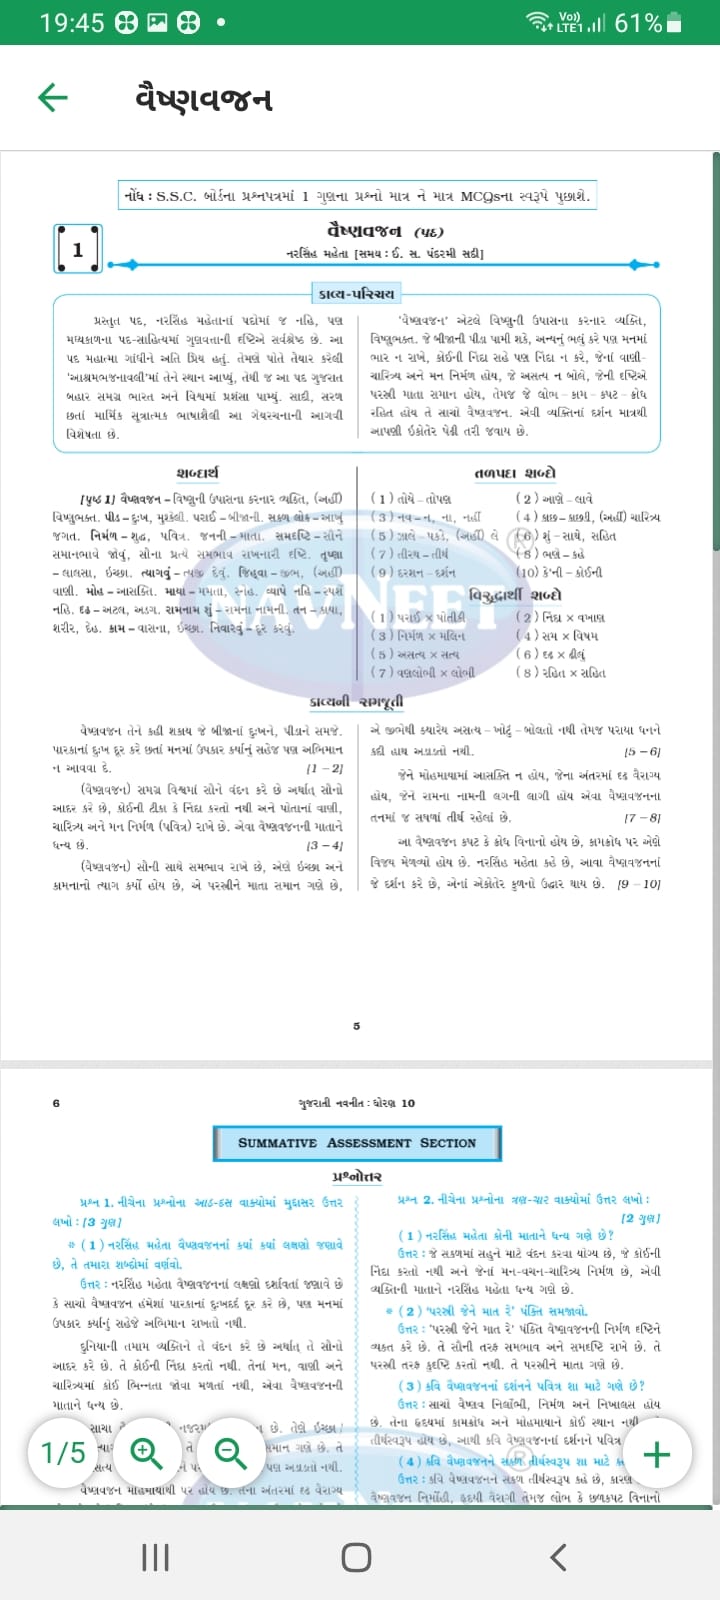 19:45
Vo)) LTE1 61%
વૈષ્ણવજન
નોંધ : S.S.C. બોર્ડના પ્રશ્નપત્રમાં 1 ગુણના પ્રશ્નો માત્ર ને માત્ર MCQsના સ્વરૂપે પુછાશે.
1
વૈષ્ણવજન (પદ)
નરસિંહ મહેતા [સમય : ઈ. સ. પંદરમી સદી]
કાવ્ય-પરિચય
પ્રસ્તુત પદ, નરસિંહ મહેતાનાં પદોમાં જ નહિ, પણ
મધ્યકાળના પદ-સાહિત્યમાં ગુણવત્તાની દૃષ્ટિએ સર્વશ્રેષ્ઠ છે. આ
પદ મહાત્મા ગાંધીને અતિ પ્રિય હતું. તેમણે પોતે તૈયાર કરેલી
'આશ્રમભજનાવલી'માં તેને સ્થાન આપ્યું, તેથી જ આ પદ ગુજરાત
બહાર સમગ્ર ભારત અને વિશ્વમાં પ્રશંસા પામ્યું. સાદી, સરળ
છતાં માર્મિક સૂત્રાત્મક ભાષાશૈલી આ ગેયરચનાની આગવી
વિશેષતા છે.
'વૈષ્ણવજન' એટલે વિષ્ણુની ઉપાસના કરનાર વ્યક્તિ,
વિષ્ણુભક્ત. જે બીજાની પીડા પામી શકે, અન્યનું ભલું કરે પણ મનમાં
ભાર ન રાખે, કોઈની નિંદા સહે પણ નિંદા ન કરે, જેનાં વાણી-
ચારિત્ર્ય અને મન નિર્મળ હોય, જે અસત્ય ન બોલે, જેની દૃષ્ટિએ
પરસ્ત્રી માતા સમાન હોય, તેમજ જે લોભ – કામ – કપટ – ક્રોધ
રહિત હોય તે સાચો વૈષ્ણવજન. એવી વ્યક્તિનાં દર્શન માત્રથી
આપણી ઇકોતેર પેઢી તરી જવાય છે.
શબ્દાર્થ
[પૃષ્ઠ 1] વૈષ્ણવજન – વિષ્ણુની ઉપાસના કરનાર વ્યક્તિ, (અહીં)
વિષ્ણુભક્ત. પીડ – દુઃખ, મુશ્કેલી. પરાઈ – બીજાની. સકળ લોક – આખું
જગત. નિર્મળ – શુદ્ધ, પવિત્ર. જનની – માતા. સમદૃષ્ટિ – સૌને
સમાનભાવે જોવું, સૌના પ્રત્યે સમભાવ રાખનારી દૃષ્ટિ. તૃષ્ણા
– લાલસા, ઇચ્છા. ત્યાગવું – ત્યજી દેવું. જિહ્વા – જીભ, (અહીં)
વાણી. મોહ – આસક્તિ. માયા – મમતા, સ્નેહ. વ્યાપે નહિ – સ્પર્શે
નહિ. દૃઢ – અટલ, અડગ. રામનામ શું – રામના નામની. તન – કાયા,
શરીર, દેહ. કામ – વાસના, ઇચ્છા. નિવારવું – દૂર કરવું.
તળપદા શબ્દો
(1) તોયે – તોપણ (2) આણે – લાવે
(3) નવ – ન, ના, નહીં (4) કાછ – કાછડી, (અહીં) ચારિત્ર્ય
(5) ઝાલે – પકડે, (અહીં) લે (6) શું – સાથે, સહિત
(7) તીરથ – તીર્થ (8) ભણે – કહે
(9) દરશન – દર્શન (10) કે'ની – કોઈની
વિરુદ્ધાર્થી શબ્દો
(1) પરાઈ × પોતીકી (2) નિંદા × વખાણ
(3) નિર્મળ × મલિન (4) સમ × વિષમ
(5) અસત્ય × સત્ય (6) દૃઢ × ઢીલું
(7) વણલોભી × લોભી (8) રહિત × સહિત
NAVNEET
કાવ્યની સમજૂતી
વૈષ્ણવજન તેને કહી શકાય જે બીજાનાં દુઃખને, પીડાને સમજે.
પારકાનાં દુઃખ દૂર કરે છતાં મનમાં ઉપકાર કર્યાનું સહેજ પણ અભિમાન
ન આવવા દે. [1 – 2]
(વૈષ્ણવજન) સમગ્ર વિશ્વમાં સૌને વંદન કરે છે અર્થાત્ સૌનો
આદર કરે છે, કોઈની ટીકા કે નિંદા કરતો નથી અને પોતાનાં વાણી,
ચારિત્ર્ય અને મન નિર્મળ (પવિત્ર) રાખે છે. એવા વૈષ્ણવજનની માતાને
ધન્ય છે. [3 – 4]
(વૈષ્ણવજન) સૌની સાથે સમભાવ રાખે છે, એણે ઇચ્છા અને
કામનાનો ત્યાગ કર્યો હોય છે, એ પરસ્ત્રીને માતા સમાન ગણે છે,
એ જીભેથી ક્યારેય અસત્ય – ખોટું – બોલતો નથી તેમજ પરાયા ધનને
કદી હાથ અડાડતો નથી. [5 – 6]
જેને મોહમાયામાં આસક્તિ ન હોય, જેના અંતરમાં દૃઢ વૈરાગ્ય
હોય, જેને રામના નામની લગની લાગી હોય એવા વૈષ્ણવજનના
તનમાં જ સઘળાં તીર્થ રહેલાં છે. [7 – 8]
આ વૈષ્ણવજન કપટ કે ક્રોધ વિનાનો હોય છે, કામક્રોધ પર એણે
વિજય મેળવ્યો હોય છે. નરસિંહ મહેતા કહે છે, આવા વૈષ્ણવજનનાં
જે દર્શન કરે છે, એનાં એકોતેર કુળનો ઉદ્ધાર થાય છે. [9 – 10]
5
6
ગુજરાતી નવનીત : ધોરણ 10
SUMMATIVE ASSESSMENT SECTION
પ્રશ્નોત્તર
પ્રશ્ન 1. નીચેના પ્રશ્નોના આઠ-દસ વાક્યોમાં મુદ્દાસર ઉત્તર
લખો : [3 ગુણ]
* (1) નરસિંહ મહેતા વૈષ્ણવજનનાં કયાં કયાં લક્ષણો જણાવે
છે, તે તમારા શબ્દોમાં વર્ણવો.
ઉત્તર : નરસિંહ મહેતા વૈષ્ણવજનનાં લક્ષણો દર્શાવતાં જણાવે છે
કે સાચો વૈષ્ણવજન હંમેશાં પારકાનાં દુઃખદર્દ દૂર કરે છે, પણ મનમાં
ઉપકાર કર્યાનું સહેજે અભિમાન રાખતો નથી.
દુનિયાની તમામ વ્યક્તિને તે વંદન કરે છે અર્થાત્ તે સૌનો
આદર કરે છે. તે કોઈની નિંદા કરતો નથી. તેનાં મન, વાણી અને
ચારિત્ર્યમાં કોઈ ભિન્નતા જોવા મળતાં નથી, એવા વૈષ્ણવજનની
માતાને ધન્ય છે.
સાચા છે. તેણે ઇચ્છા
તે સમાન ગણે છે. તે
પણ અડાડતો નથી.
વૈષ્ણવજન મોહમાયાથી પર હોય છે. તેના અંતરમાં દૃઢ વૈરાગ્ય
પ્રશ્ન 2. નીચેના પ્રશ્નોના ત્રણ-ચાર વાક્યોમાં ઉત્તર લખો :
[2 ગુણ]
(1) નરસિંહ મહેતા કોની માતાને ધન્ય ગણે છે?
ઉત્તર : જે સકળમાં સહુને માટે વંદન કરવા યોગ્ય છે, જે કોઈની
નિંદા કરતો નથી અને જેનાં મન-વચન-ચારિત્ર્ય નિર્મળ છે, એવી
વ્યક્તિની માતાને નરસિંહ મહેતા ધન્ય ગણે છે.
* (2) 'પરસ્ત્રી જેને માત રે' પંક્તિ સમજાવો.
ઉત્તર : 'પરસ્ત્રી જેને માત રે' પંક્તિ વૈષ્ણવજનની નિર્મળ દૃષ્ટિને
વ્યક્ત કરે છે. તે સૌની તરફ સમભાવ અને સમદૃષ્ટિ રાખે છે. તે
પરસ્ત્રી તરફ કુદૃષ્ટિ કરતો નથી. તે પરસ્ત્રીને માતા ગણે છે.
(3) કવિ વૈષ્ણવજનનાં દર્શનને પવિત્ર શા માટે ગણે છે?
ઉત્તર : સાચો વૈષ્ણવ નિર્લોભી, નિર્મળ અને નિખાલસ હોય
છે. તેના હૃદયમાં કામક્રોધ અને મોહમાયાને કોઈ સ્થાન નથી
તીર્થસ્વરૂપ હોય છે, આથી કવિ વૈષ્ણવજનનાં દર્શનને પવિત્ર
(4) કવિ વૈષ્ણવજનને સકળ તીર્થસ્વરૂપ શા માટે
ઉત્તર : કવિ વૈષ્ણવજનને સકળ તીર્થસ્વરૂપ કહે છે, કારણ
વૈષ્ણવજન નિર્મોહી, હૃદયી વૈરાગી તેમજ લોભ કે છળકપટ વિનાનો
1/5